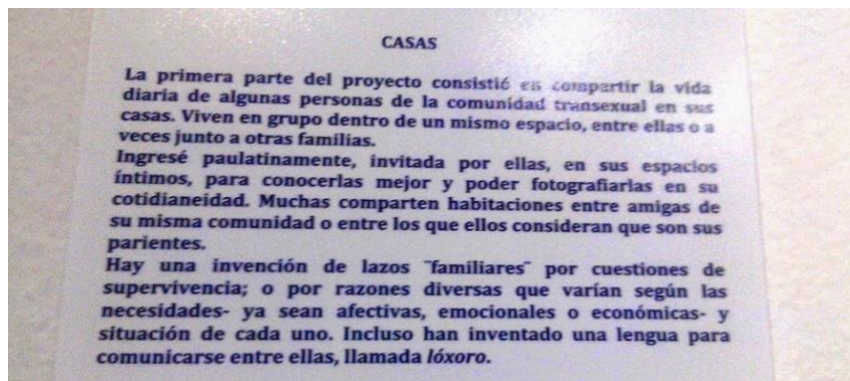 CASAS
La primera parte del proyecto consistió en compartir la vida
diaria de algunas personas de la comunidad transexual en sus
casas. Viven en grupo dentro de un mismo espacio, entre ellas o a
veces junto a otras familias.
Ingresé paulatinamente, invitada por ellas, en sus espacios
íntimos, para conocerlas mejor y poder fotografiarlas en su
cotidianeidad. Muchas comparten habitaciones entre amigas de
su misma comunidad o entre los que ellos consideran que son sus
parientes.
Hay una invención de lazos "familiares" por cuestiones de
supervivencia; o por razones diversas que varían según las
necesidades- ya sean afectivas, emocionales o económicas- y
situación de cada uno. Incluso han inventado una lengua para
comunicarse entre ellas, llamada lóxoro.